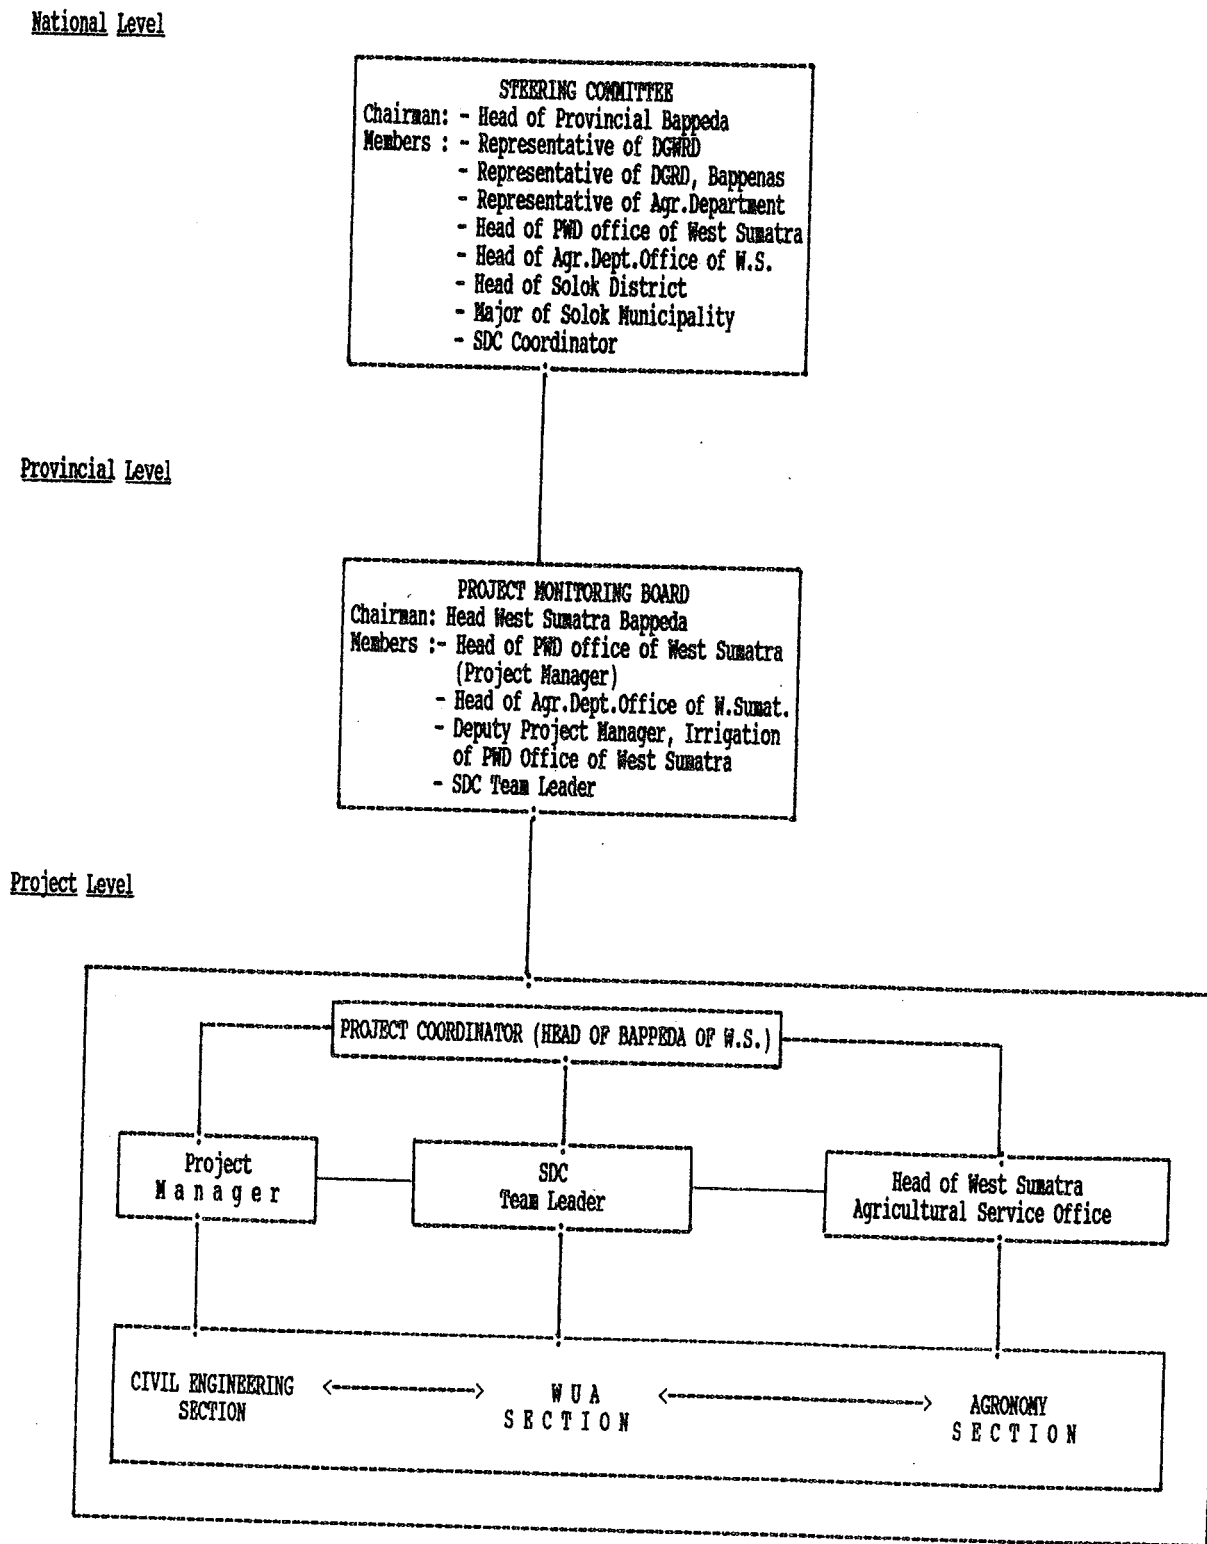 National Level
STEERING COMMITTEE
Chairman: - Head of Provincial Bappeda
Members : - Representative of DGWRD
- Representative of DGRD, Bappenas
- Representative of Agr.Department
- Head of PWD office of West Sumatra
- Head of Agr.Dept.Office of W.S.
- Head of Solok District
- Major of Solok Municipality
- SDC Coordinator
Provincial Level
PROJECT MONITORING BOARD
Chairman: Head West Sumatra Bappeda
Members :- Head of PWD office of West Sumatra
(Project Manager)
- Head of Agr.Dept.Office of W.Sumat.
- Deputy Project Manager, Irrigation
of PWD Office of West Sumatra
- SDC Team Leader
Project Level
PROJECT COORDINATOR (HEAD OF BAPPEDA OF W.S.)
Project
M a n a g e r
SDC
Team Leader
Head of West Sumatra
Agricultural Service Office
CIVIL ENGINEERING
SECTION
W U A
S E C T I O N
AGRONOMY
S E C T I O N